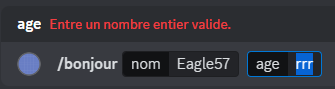 age Entre un nombre entier valide.
/bonjour nom Eagle57 age rrr